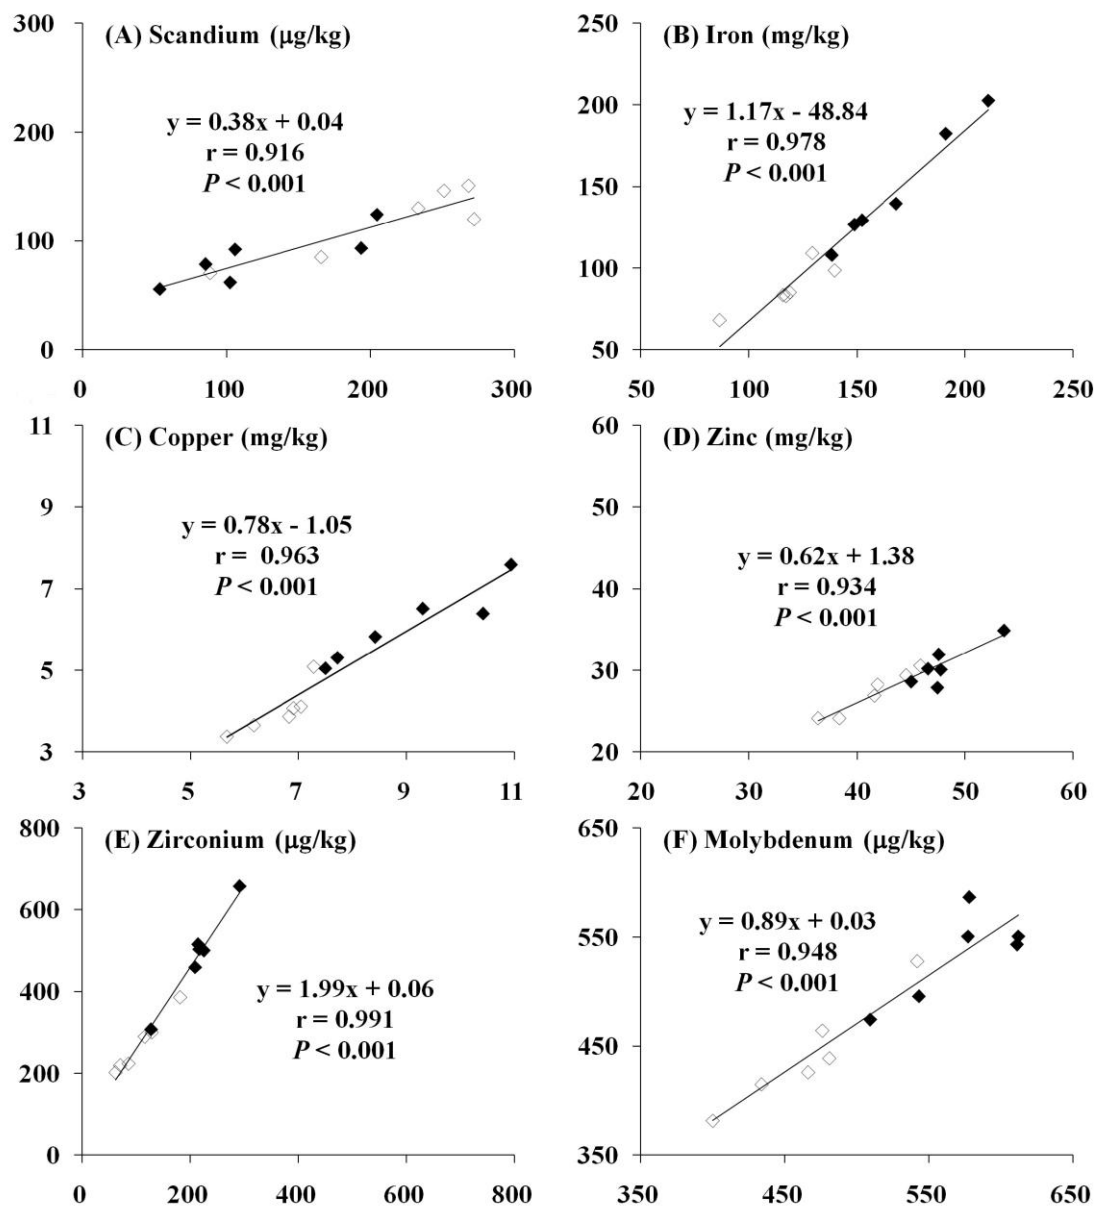 (A) Scandium (μg/kg)
y = 0.38x + 0.04
r = 0.916
P < 0.001
300
200
100
0
0 100 200 300
(B) Iron (mg/kg)
y = 1.17x - 48.84
r = 0.978
P < 0.001
250
200
150
100
50
50 100 150 200 250
(C) Copper (mg/kg)
y = 0.78x - 1.05
r = 0.963
P < 0.001
11
9
7
5
3
3 5 7 9 11
(D) Zinc (mg/kg)
y = 0.62x + 1.38
r = 0.934
P < 0.001
60
50
40
30
20
20 30 40 50 60
(E) Zirconium (μg/kg)
y = 1.99x + 0.06
r = 0.991
P < 0.001
800
600
400
200
0
0 200 400 600 800
(F) Molybdenum (μg/kg)
y = 0.89x + 0.03
r = 0.948
P < 0.001
650
550
450
350
350 450 550 650